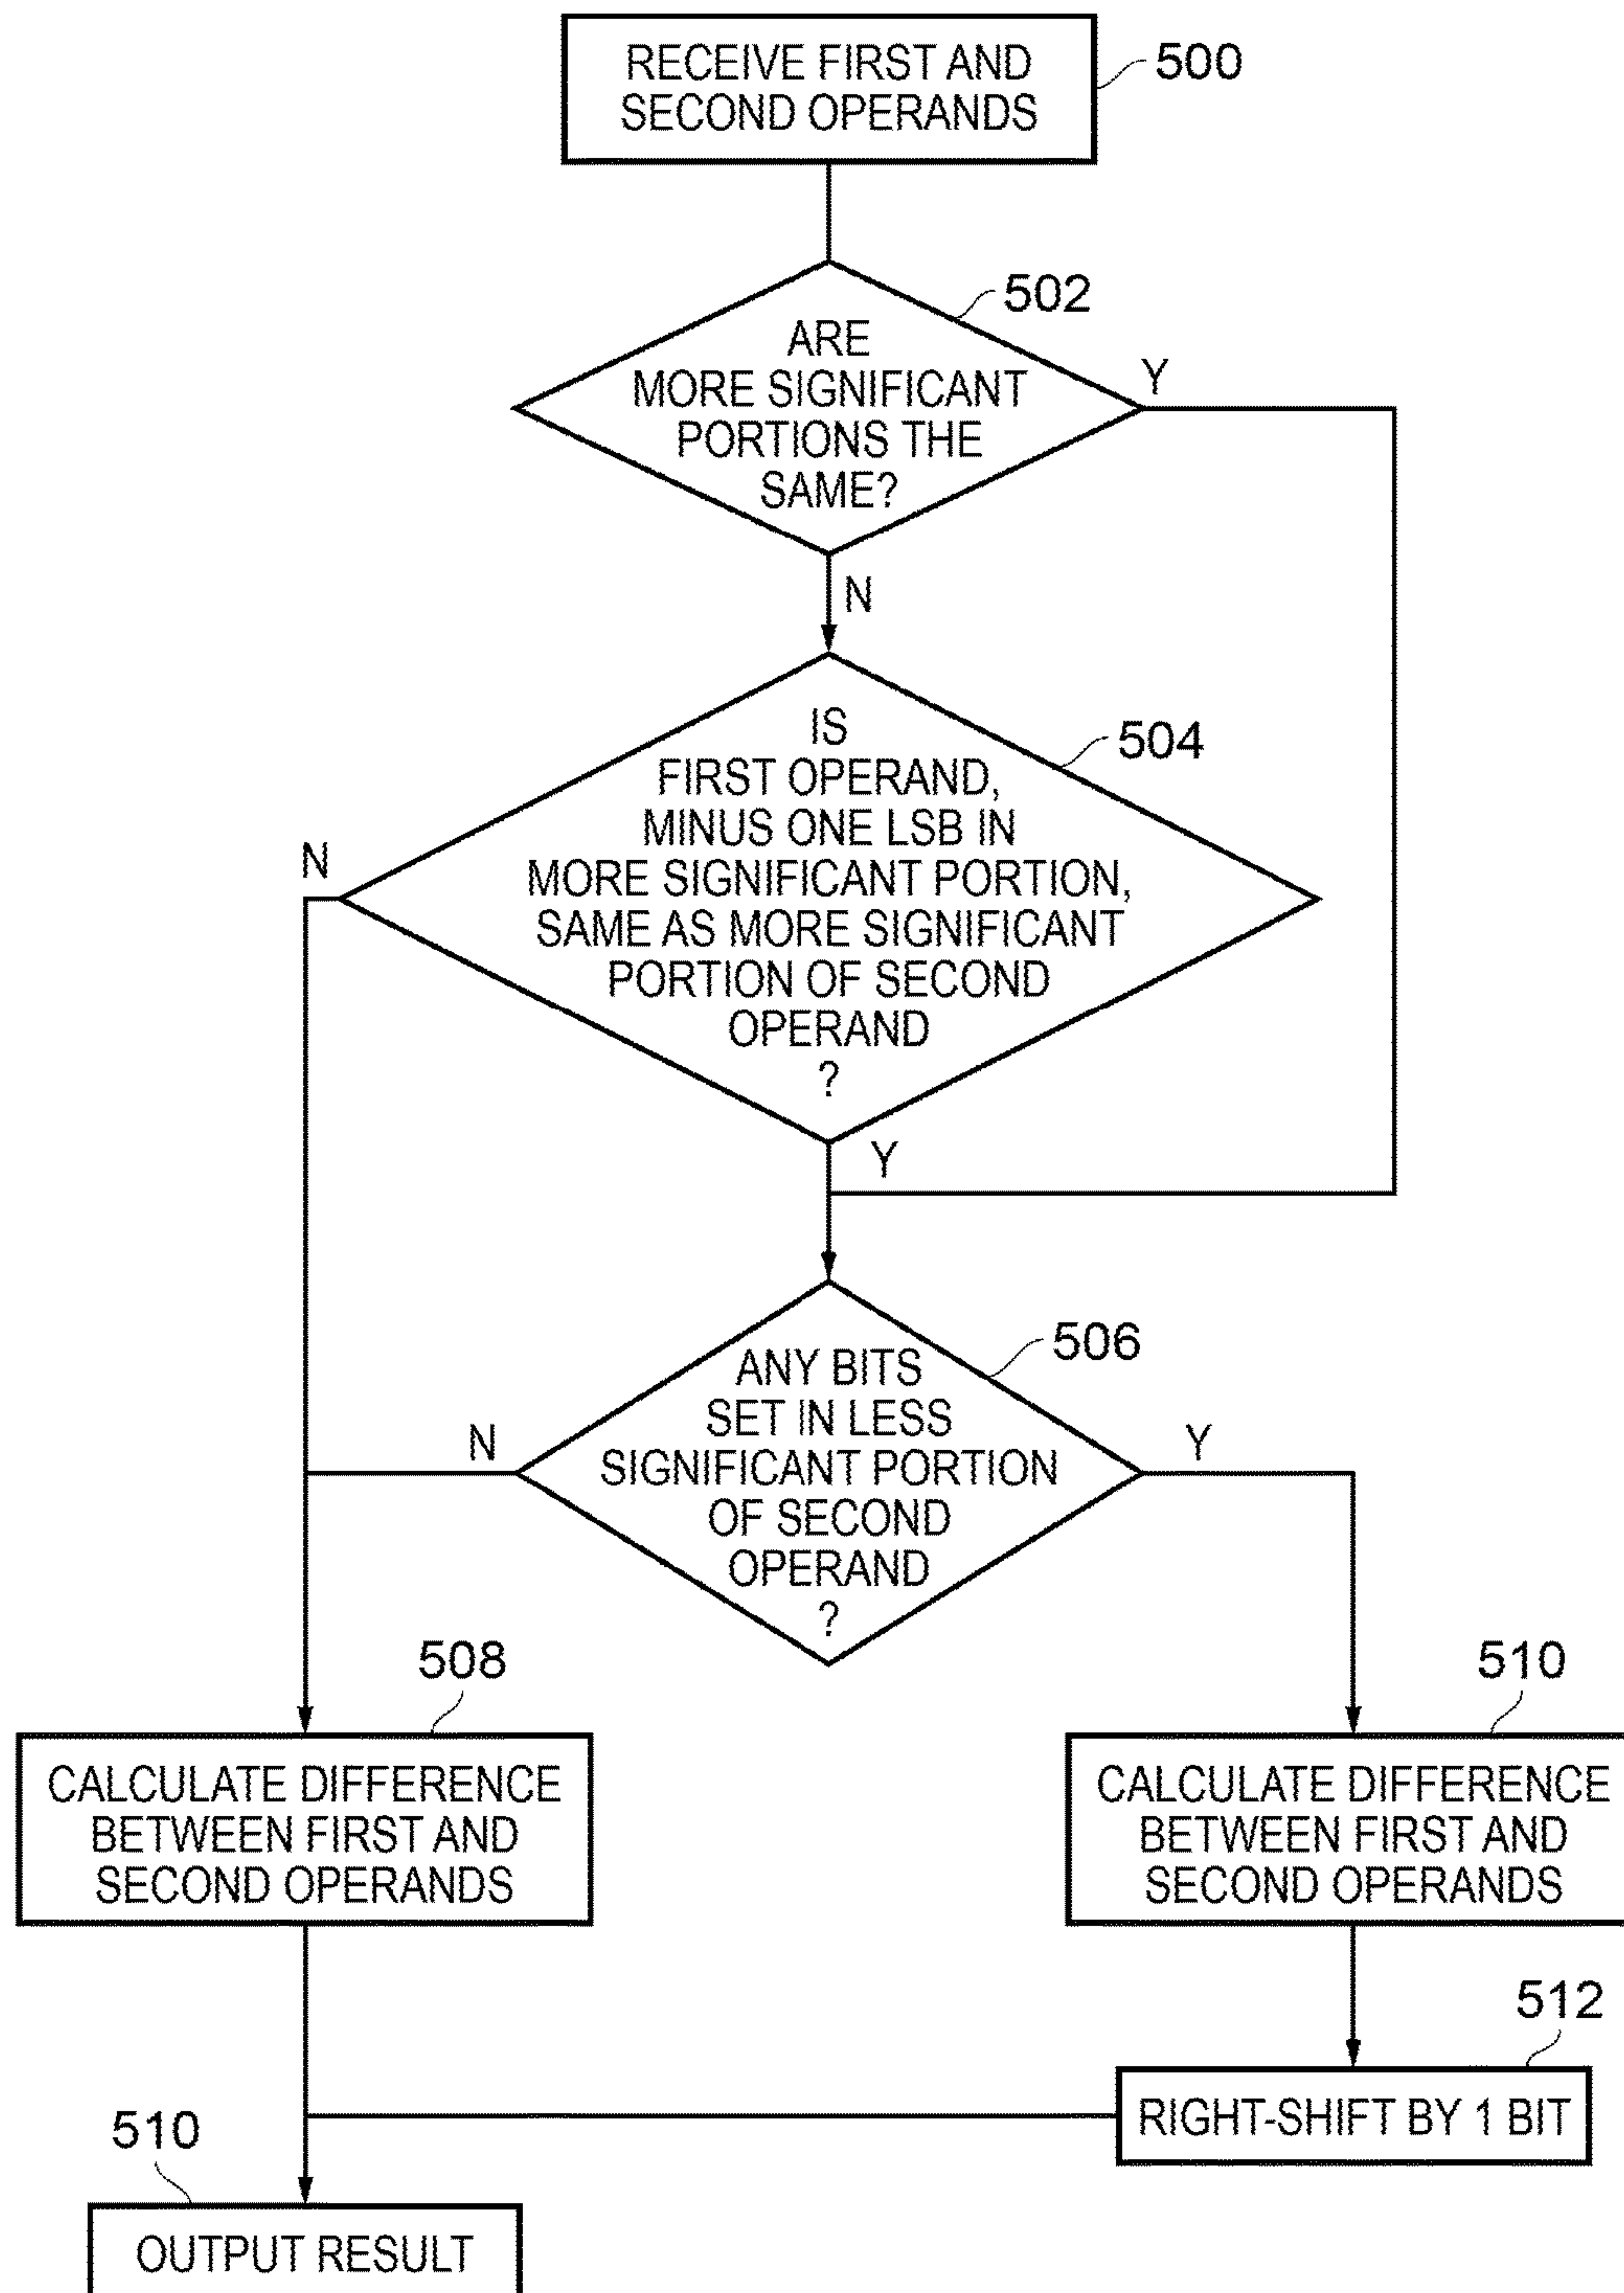 RECEIVE FIRST AND
SECOND OPERANDS
500
502
ARE
MORE SIGNIFICANT
PORTIONS THE
SAME?
Y
N
504
IS
FIRST OPERAND,
MINUS ONE LSB IN
MORE SIGNIFICANT PORTION,
SAME AS MORE SIGNIFICANT
PORTION OF SECOND
OPERAND
?
N
Y
506
ANY BITS
SET IN LESS
SIGNIFICANT PORTION
OF SECOND
OPERAND
?
N
Y
508
CALCULATE DIFFERENCE
BETWEEN FIRST AND
SECOND OPERANDS
510
CALCULATE DIFFERENCE
BETWEEN FIRST AND
SECOND OPERANDS
512
RIGHT-SHIFT BY 1 BIT
510
OUTPUT RESULT